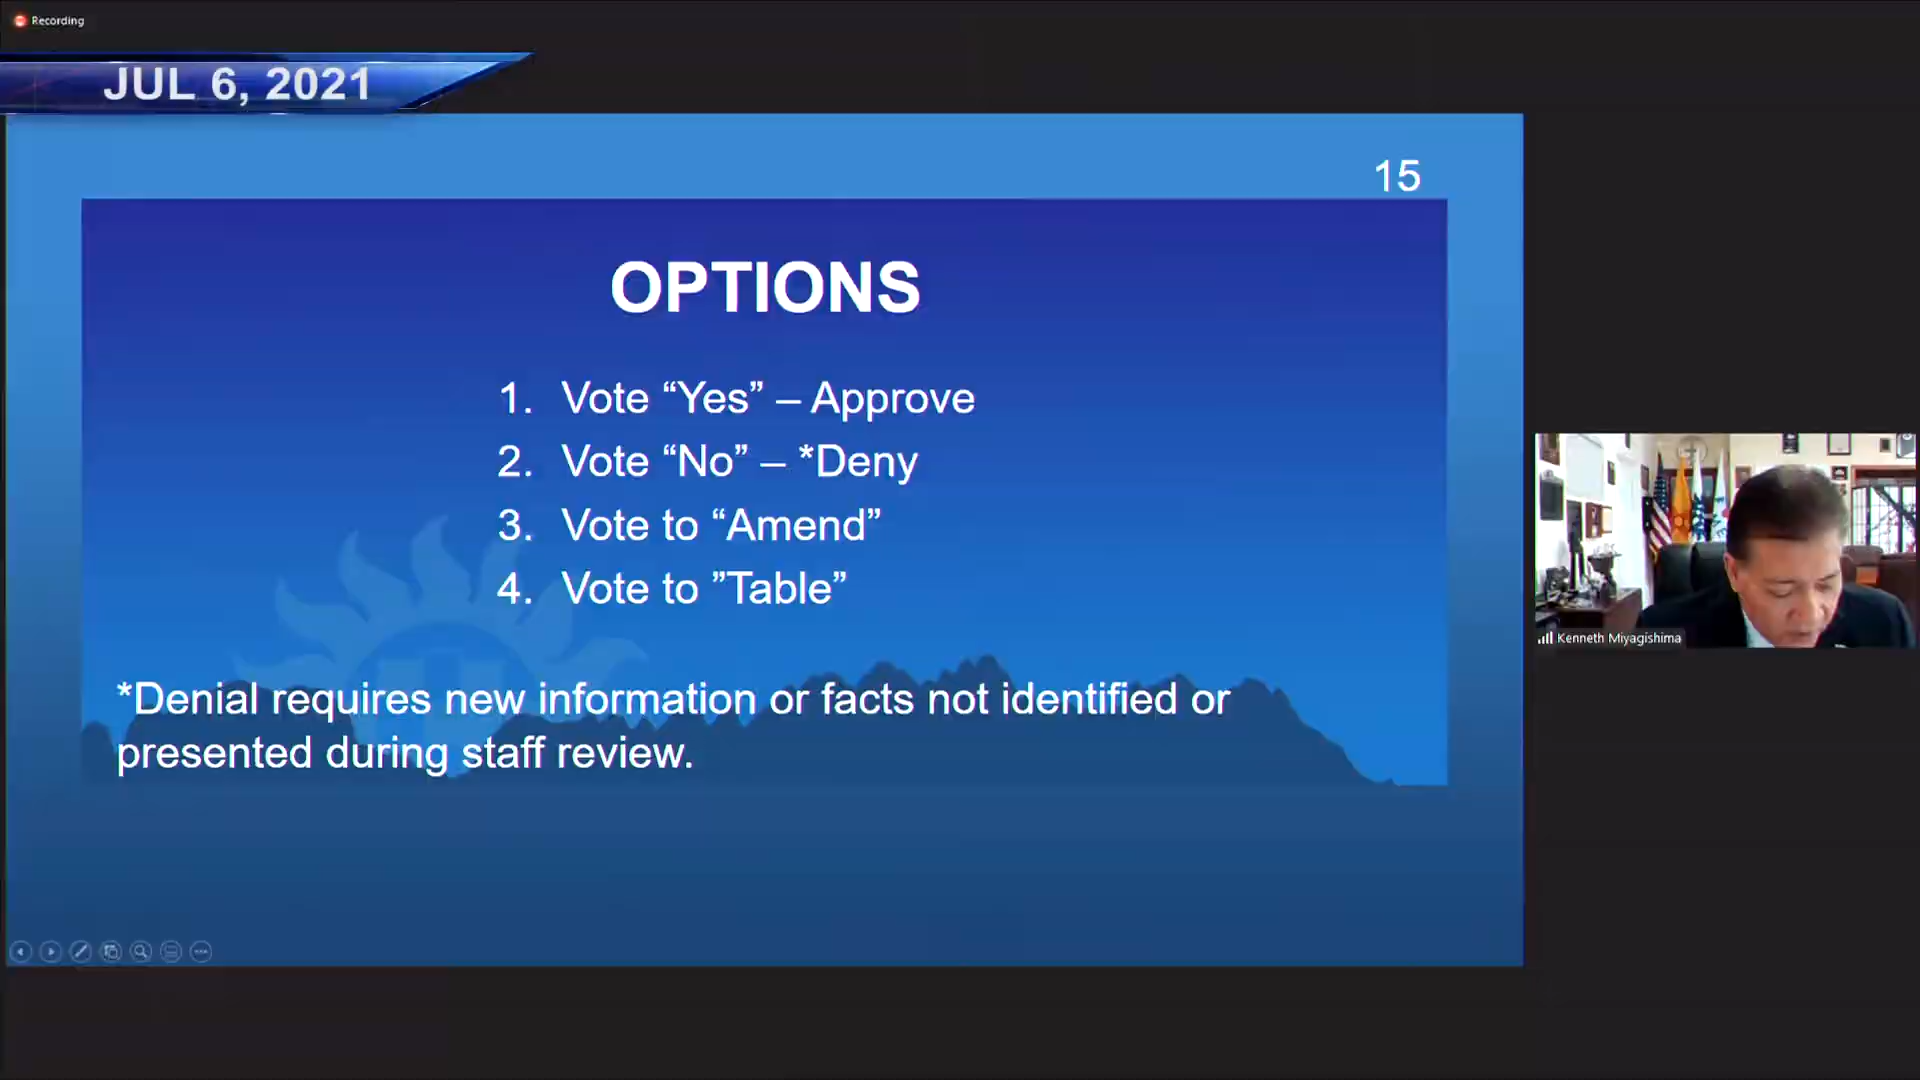 Recording
JUL 6, 2021
15
OPTIONS
1. Vote “Yes” – Approve
2. Vote “No” – *Deny
3. Vote to “Amend”
4. Vote to ”Table”
*Denial requires new information or facts not identified or
presented during staff review.
Kenneth Miyagishima